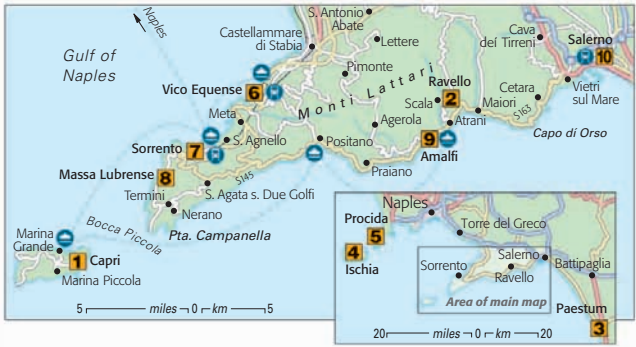 Naples
S. Antonio
Abate
Castellammare
di Stabia
Lettere
Cava
dei Tirreni
Salerno
10
Gulf of
Naples
Pimonte
Vico Equense
6
Monti Lattari
Ravello
2
Vietri
sul Mare
Cetara
Meta
Scala
Maiori
S163
Agerola
Atrani
Capo di Orso
Sorrento
7
S. Agnello
Positano
9
Amalfi
Massa Lubrense
8
S145
Praiano
Termini
S. Agata s. Due Golfi
Nerano
Marina
Grande
Bocca Piccola
Pta. Campanella
1
Capri
Marina Piccola
5 miles 0 km 5
Naples
Procida
5
Torre del Greco
4
Ischia
Salerno
Sorrento
Ravello
Battipaglia
Area of main map
Paestum
3
20 miles 0 km 20